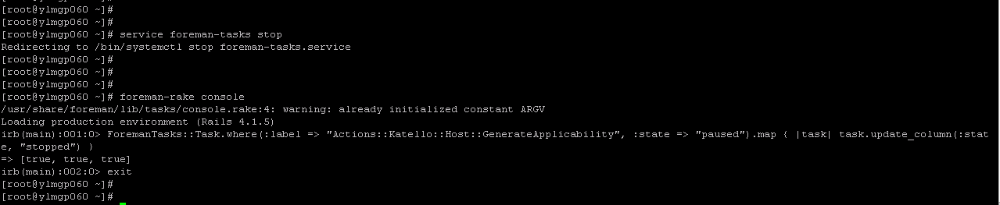 [root@ylmgp060 ~]#
[root@ylmgp060 ~]#
[root@ylmgp060 ~]# service foreman-tasks stop
Redirecting to /bin/systemctl stop foreman-tasks.service
[root@ylmgp060 ~]#
[root@ylmgp060 ~]#
[root@ylmgp060 ~]#
[root@ylmgp060 ~]# foreman-rake console
/usr/share/foreman/lib/tasks/console.rake:4: warning: already initialized constant ARGV
Loading production environment (Rails 4.1.5)
irb(main):001:0> ForemanTasks::Task.where(:label => "Actions::Katello::Host::GenerateApplicability", :state => "paused").map { |task| task.update_column(:stat
e, "stopped") }
=> [true, true, true]
irb(main):002:0> exit
[root@ylmgp060 ~]#
[root@ylmgp060 ~]#